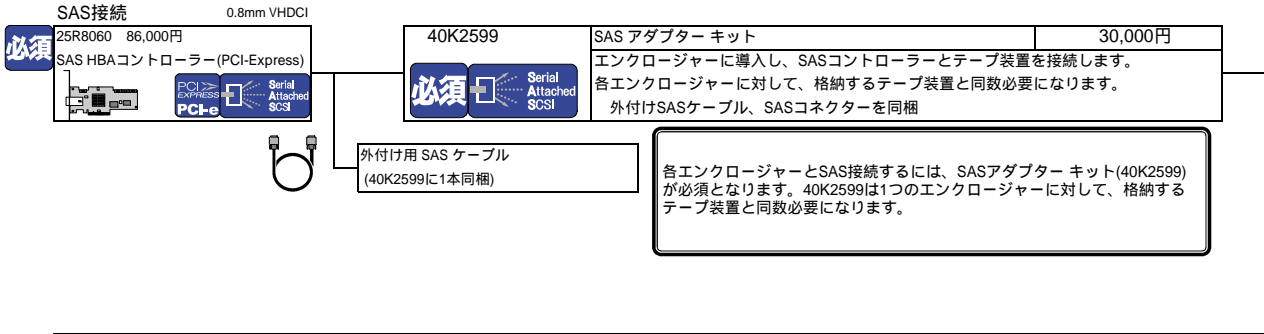 SAS接続
0.8mm VHDCI
必須
25R8060 86,000円
SAS HBAコントローラー(PCI-Express)
PCI
EXPRESS
PCI-e
Serial
Attached
SCSI
40K2599
SAS アダプター キット
30,000円
必須
Serial
Attached
SCSI
エンクロージャーに導入し、SASコントローラーとテープ装置を接続します。
各エンクロージャーに対して、格納するテープ装置と同数必要になります。
外付けSASケーブル、SASコネクターを同梱
外付け用 SAS ケーブル
(40K2599に1本同梱)
各エンクロージャーとSAS接続するには、SASアダプター キット(40K2599)
が必須となります。40K2599は1つのエンクロージャーに対して、格納する
テープ装置と同数必要になります。